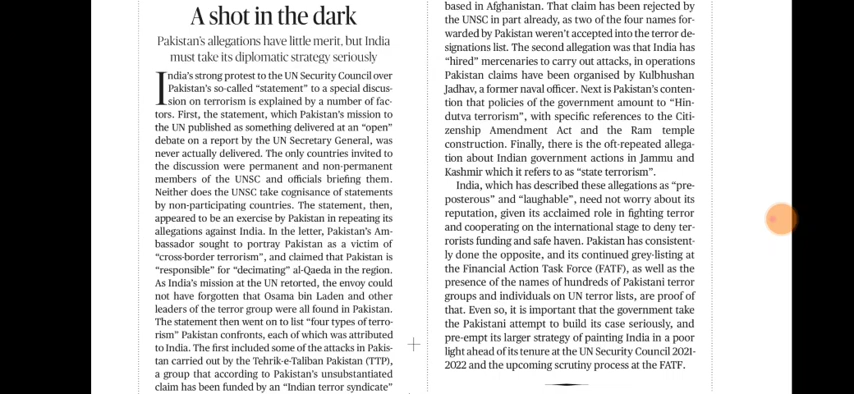 A shot in the dark
Pakistan's allegations have little merit, but India
must take its diplomatic strategy seriously
India's strong protest to the UN Security Council over
Pakistan's so-called “statement” to a special discus-
sion on terrorism is explained by a number of fac-
tors. First, the statement, which Pakistan's mission to
the UN published as something delivered at an “open”
debate on a report by the UN Secretary General, was
never actually delivered. The only countries invited to
the discussion were permanent and non-permanent
members of the UNSC and officials briefing them.
Neither does the UNSC take cognisance of statements
by non-participating countries. The statement, then,
appeared to be an exercise by Pakistan in repeating its
allegations against India. In the letter, Pakistan's Am-
bassador sought to portray Pakistan as a victim of
“cross-border terrorism”, and claimed that Pakistan is
“responsible” for “decimating” al-Qaeda in the region.
As India's mission at the UN retorted, the envoy could
not have forgotten that Osama bin Laden and other
leaders of the terror group were all found in Pakistan.
The statement then went on to list “four types of terro-
rism” Pakistan confronts, each of which was attributed
to India. The first included some of the attacks in Pakis-
tan carried out by the Tehrik-e-Taliban Pakistan (TTP),
a group that according to Pakistan's unsubstantiated
claim has been funded by an “Indian terror syndicate”
based in Afghanistan. That claim has been rejected by
the UNSC in part already, as two of the four names for-
warded by Pakistan weren't accepted into the terror de-
signations list. The second allegation was that India has
“hired” mercenaries to carry out attacks, in operations
Pakistan claims have been organised by Kulbhushan
Jadhav, a former naval officer. Next is Pakistan's conten-
tion that policies of the government amount to “Hin-
dutva terrorism”, with specific references to the Citi-
zenship Amendment Act and the Ram temple
construction. Finally, there is the oft-repeated allega-
tion about Indian government actions in Jammu and
Kashmir which it refers to as “state terrorism”.
India, which has described these allegations as “pre-
posterous” and “laughable”, need not worry about its
reputation, given its acclaimed role in fighting terror
and cooperating on the international stage to deny ter-
rorists funding and safe haven. Pakistan has consistent-
ly done the opposite, and its continued grey-listing at
the Financial Action Task Force (FATF), as well as the
presence of the names of hundreds of Pakistani terror
groups and individuals on UN terror lists, are proof of
that. Even so, it is important that the government take
the Pakistani attempt to build its case seriously, and
pre-empt its larger strategy of painting India in a poor
light ahead of its tenure at the UN Security Council 2021-
2022 and the upcoming scrutiny process at the FATF.